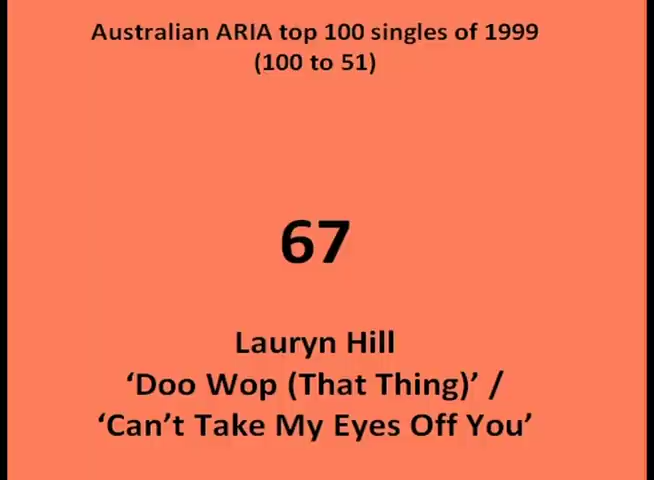 Australian ARIA top 100 singles of 1999
(100 to 51)
67
Lauryn Hill
‘Doo Wop (That Thing)’ /
‘Can’t Take My Eyes Off You’